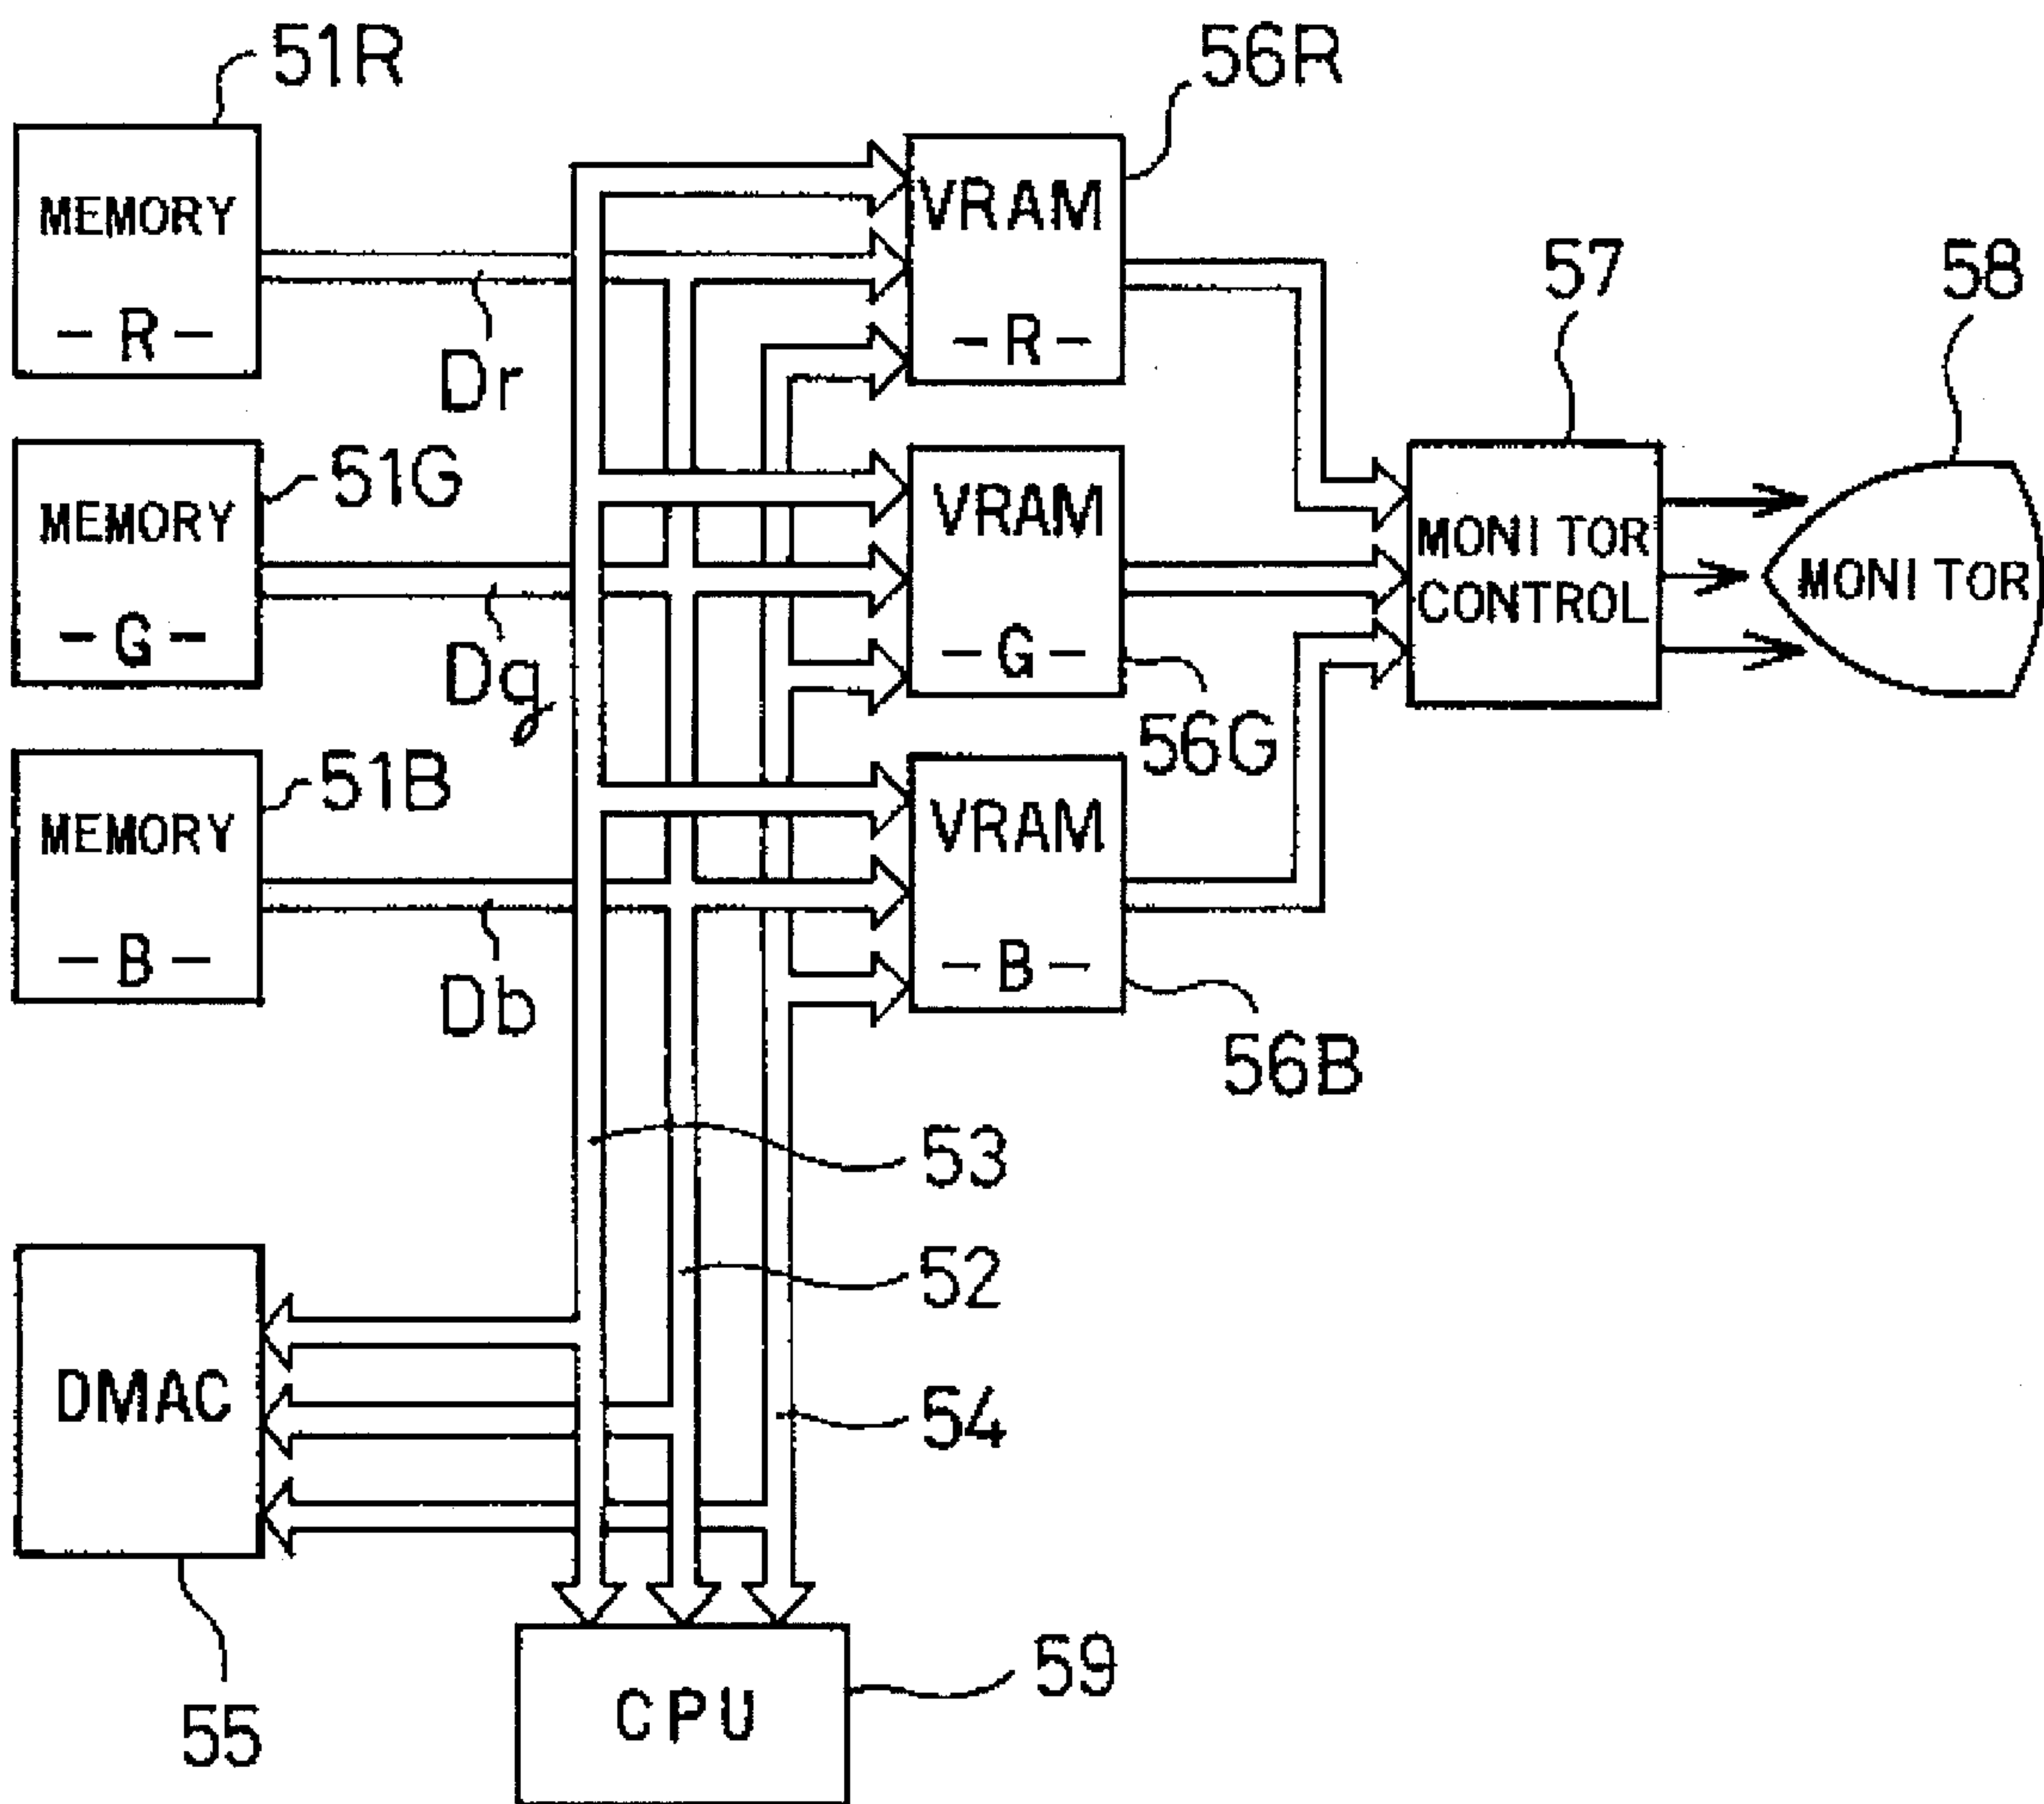 51R
56R
MEMORY
- R -
VRAM
- R -
57
58
Dr
51G
MEMORY
- G -
VRAM
- G -
MONITOR
CONTROL
MONITOR
Dg
56G
51B
MEMORY
- B -
VRAM
- B -
Db
56B
53
52
DMAC
54
59
CPU
55